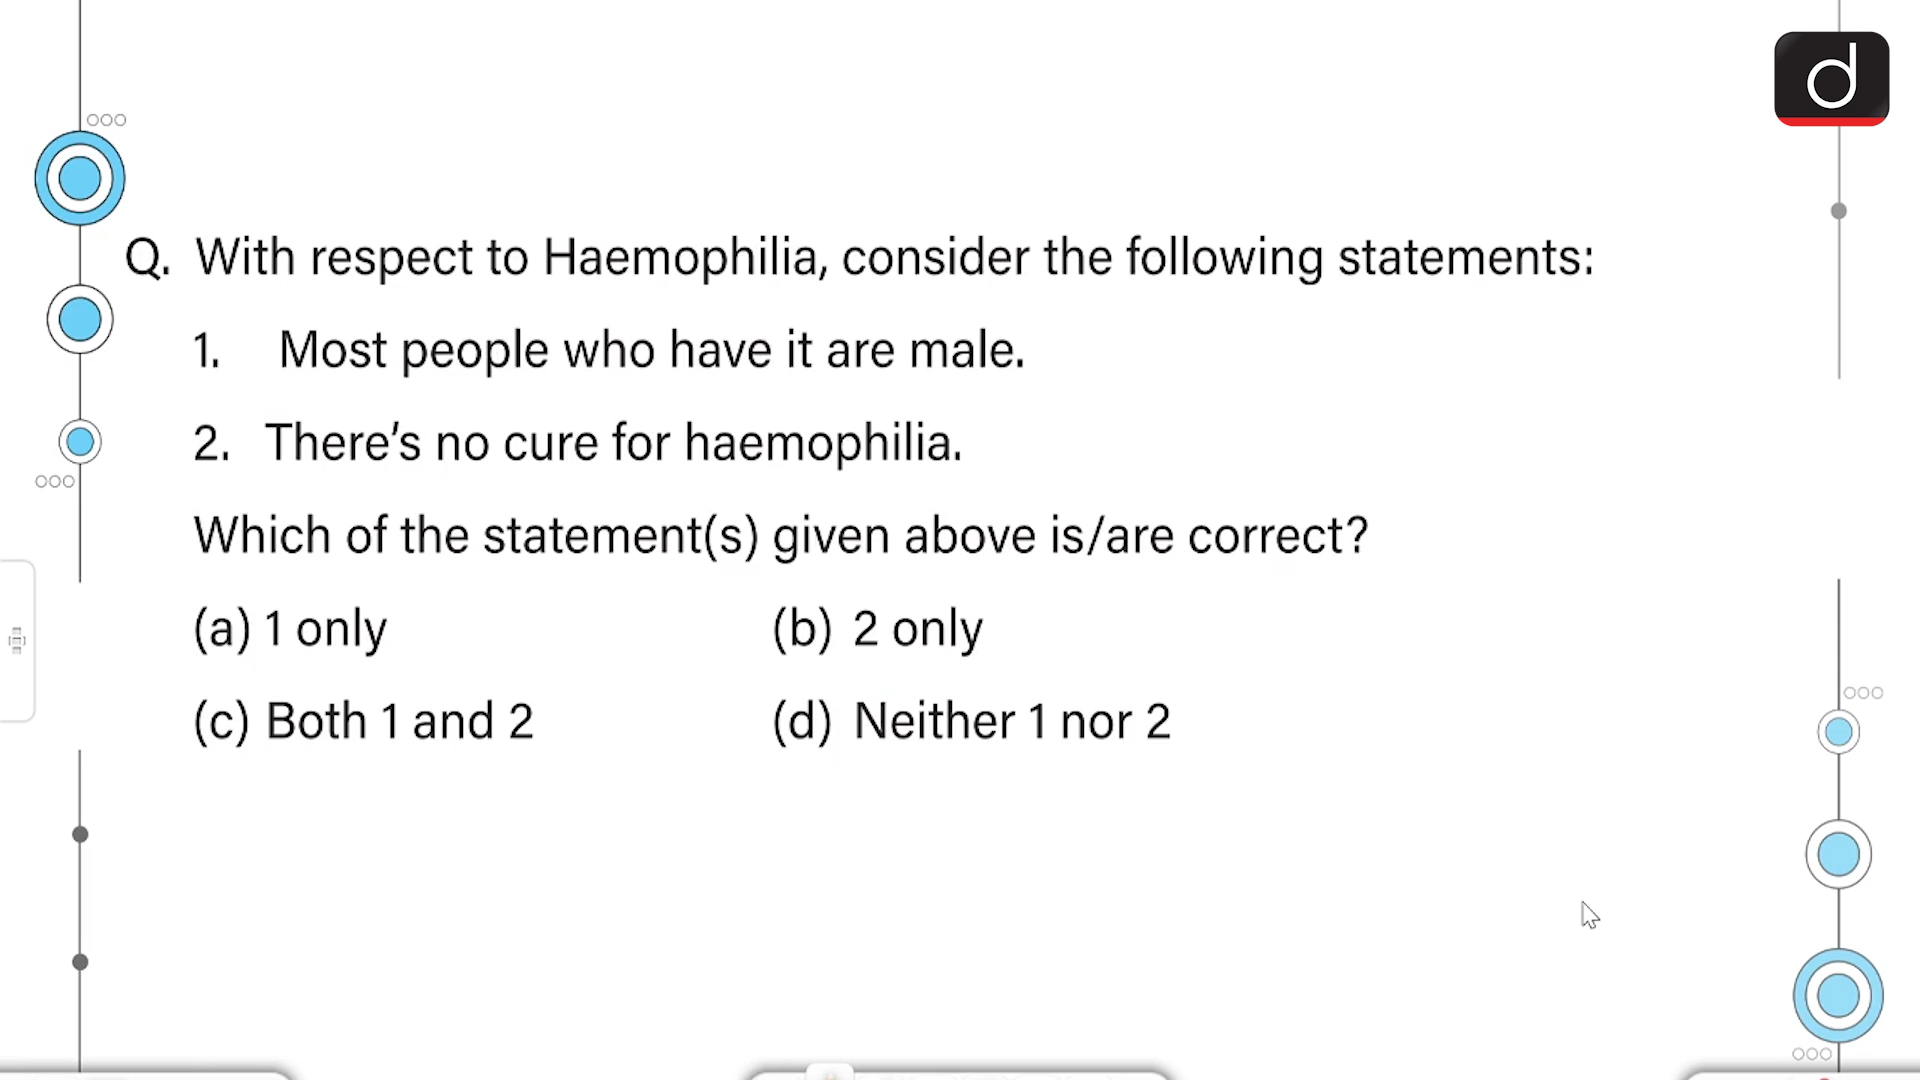 d
Q. With respect to Haemophilia, consider the following statements:
1. Most people who have it are male.
2. There’s no cure for haemophilia.
Which of the statement(s) given above is/are correct?
(a) 1 only (b) 2 only
(c) Both 1 and 2 (d) Neither 1 nor 2